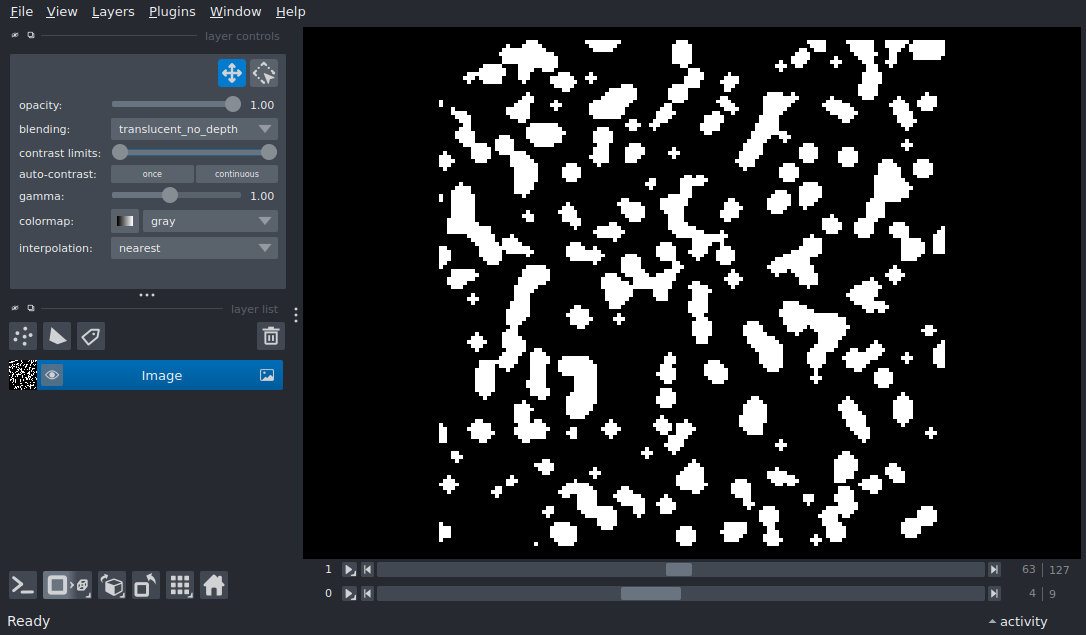 File View Layers Plugins Window Help
layer controls
opacity: 1.00
blending: translucent_no_depth
contrast limits:
auto-contrast: once continuous
gamma: 1.00
colormap: gray
interpolation: nearest
layer list
Image
1 63 127
0 4 9
Ready activity